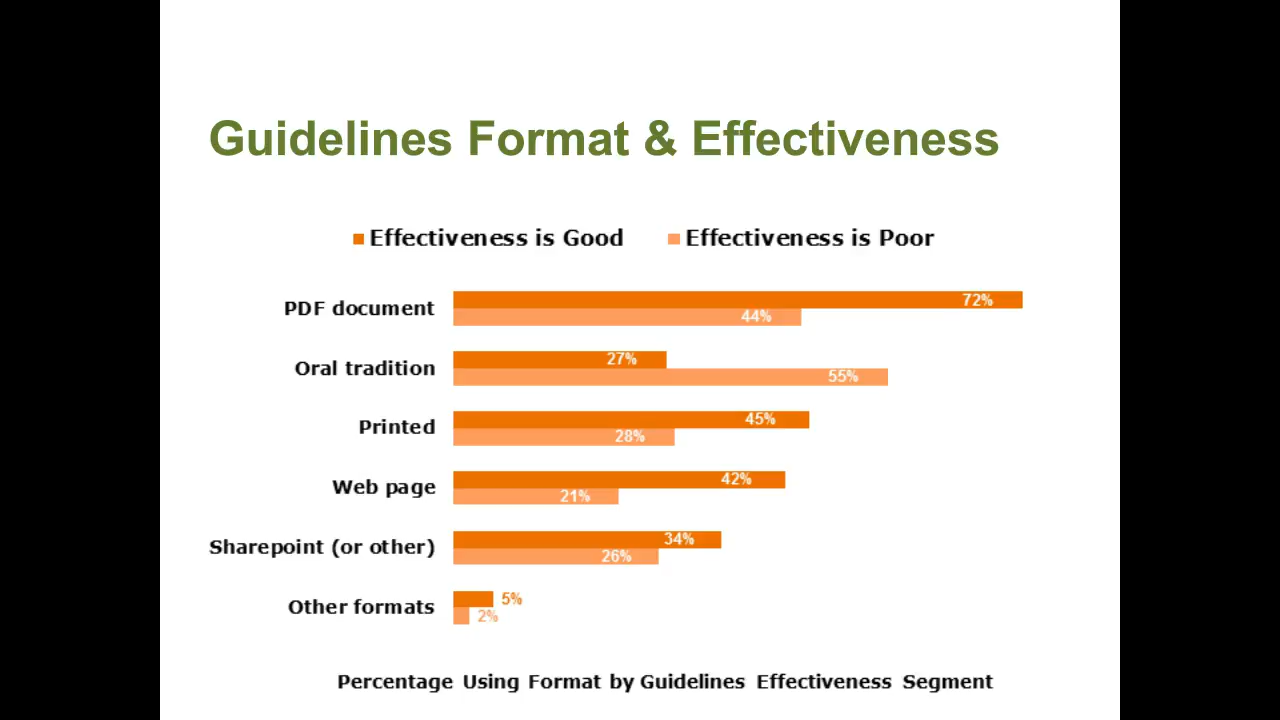 Guidelines Format & Effectiveness
Effectiveness is Good Effectiveness is Poor
PDF document 72%
44%
Oral tradition 27%
55%
Printed 45%
28%
Web page 42%
21%
Sharepoint (or other) 34%
26%
Other formats 5%
2%
Percentage Using Format by Guidelines Effectiveness Segment